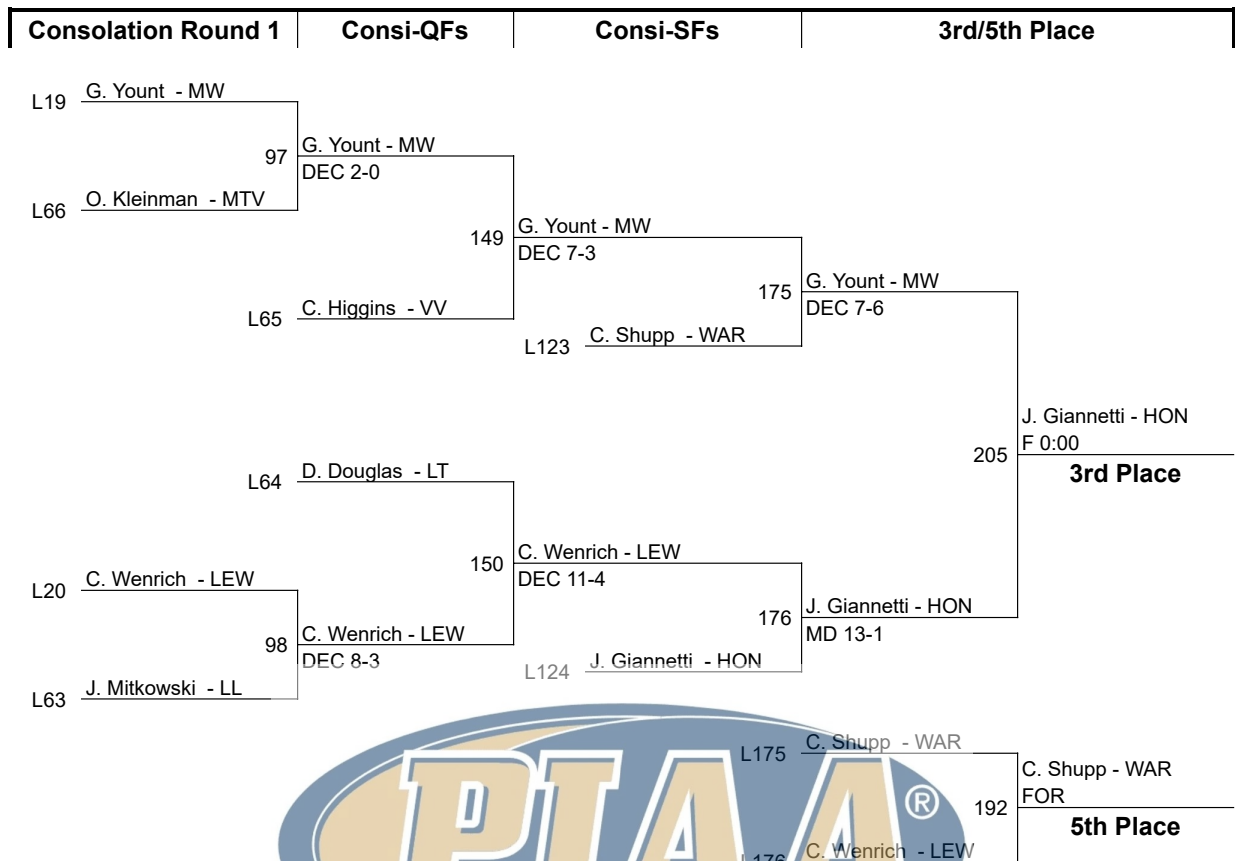 Consolation Round 1 Consi-QFs Consi-SFs 3rd/5th Place
L19 G. Yount - MW
97 G. Yount - MW
DEC 2-0
L66 O. Kleinman - MTV
149 G. Yount - MW
DEC 7-3
L65 C. Higgins - VV
175 G. Yount - MW
DEC 7-6
L123 C. Shupp - WAR
205 J. Giannetti - HON
F 0:00
3rd Place
L64 D. Douglas - LT
150 C. Wenrich - LEW
DEC 11-4
L20 C. Wenrich - LEW
98 C. Wenrich - LEW
DEC 8-3
176 J. Giannetti - HON
MD 13-1
L124 J. Giannetti - HON
L63 J. Mitkowski - LL
L175 C. Shupp - WAR
192 C. Shupp - WAR
FOR
5th Place
L176 C. Wenrich - LEW
PIAA ®